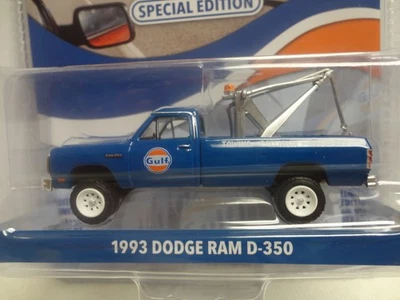 SPECIAL EDITION
Gulf
1993 DODGE RAM D-350